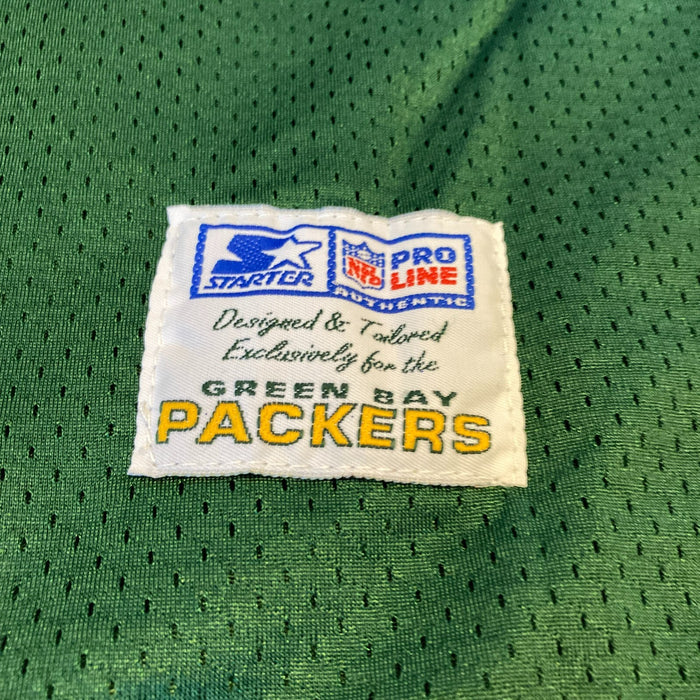 STARTER
NFL
PRO
LINE
AUTHENTIC
Designed & Tailored
Exclusively for the
GREEN BAY
PACKERS